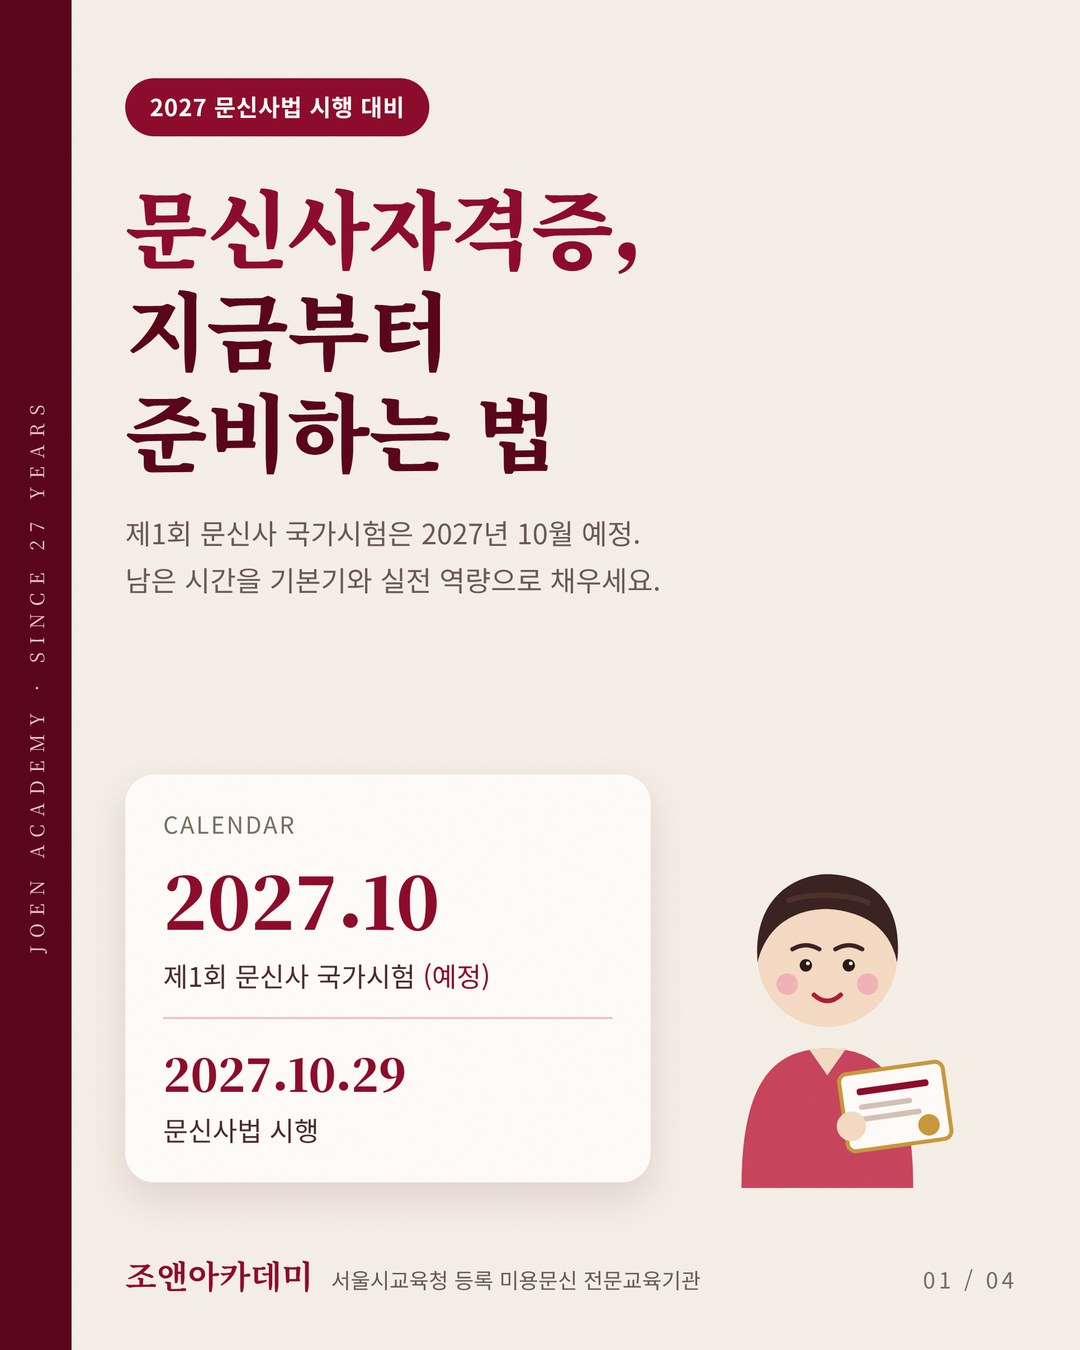 2027 문신사법 시행 대비
문신사자격증,
지금부터
준비하는 법
제1회 문신사 국가시험은 2027년 10월 예정.
남은 시간을 기본기와 실전 역량으로 채우세요.
JOEN ACADEMY · SINCE 27 YEARS
CALENDAR
2027.10
제1회 문신사 국가시험 (예정)
2027.10.29
문신사법 시행
조앤아카데미 서울시교육청 등록 미용문신 전문교육기관
01 / 04